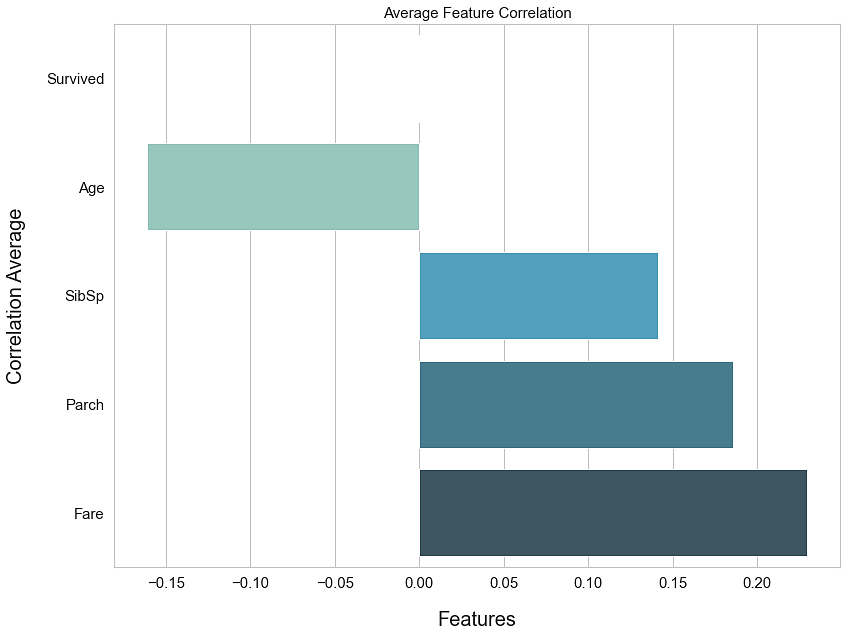 Average Feature Correlation
Survived
Age
SibSp
Parch
Fare
Correlation Average
−0.15 −0.10 −0.05 0.00 0.05 0.10 0.15 0.20
Features